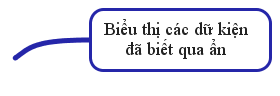 Biểu thị các dữ kiện
đã biết qua ẩn